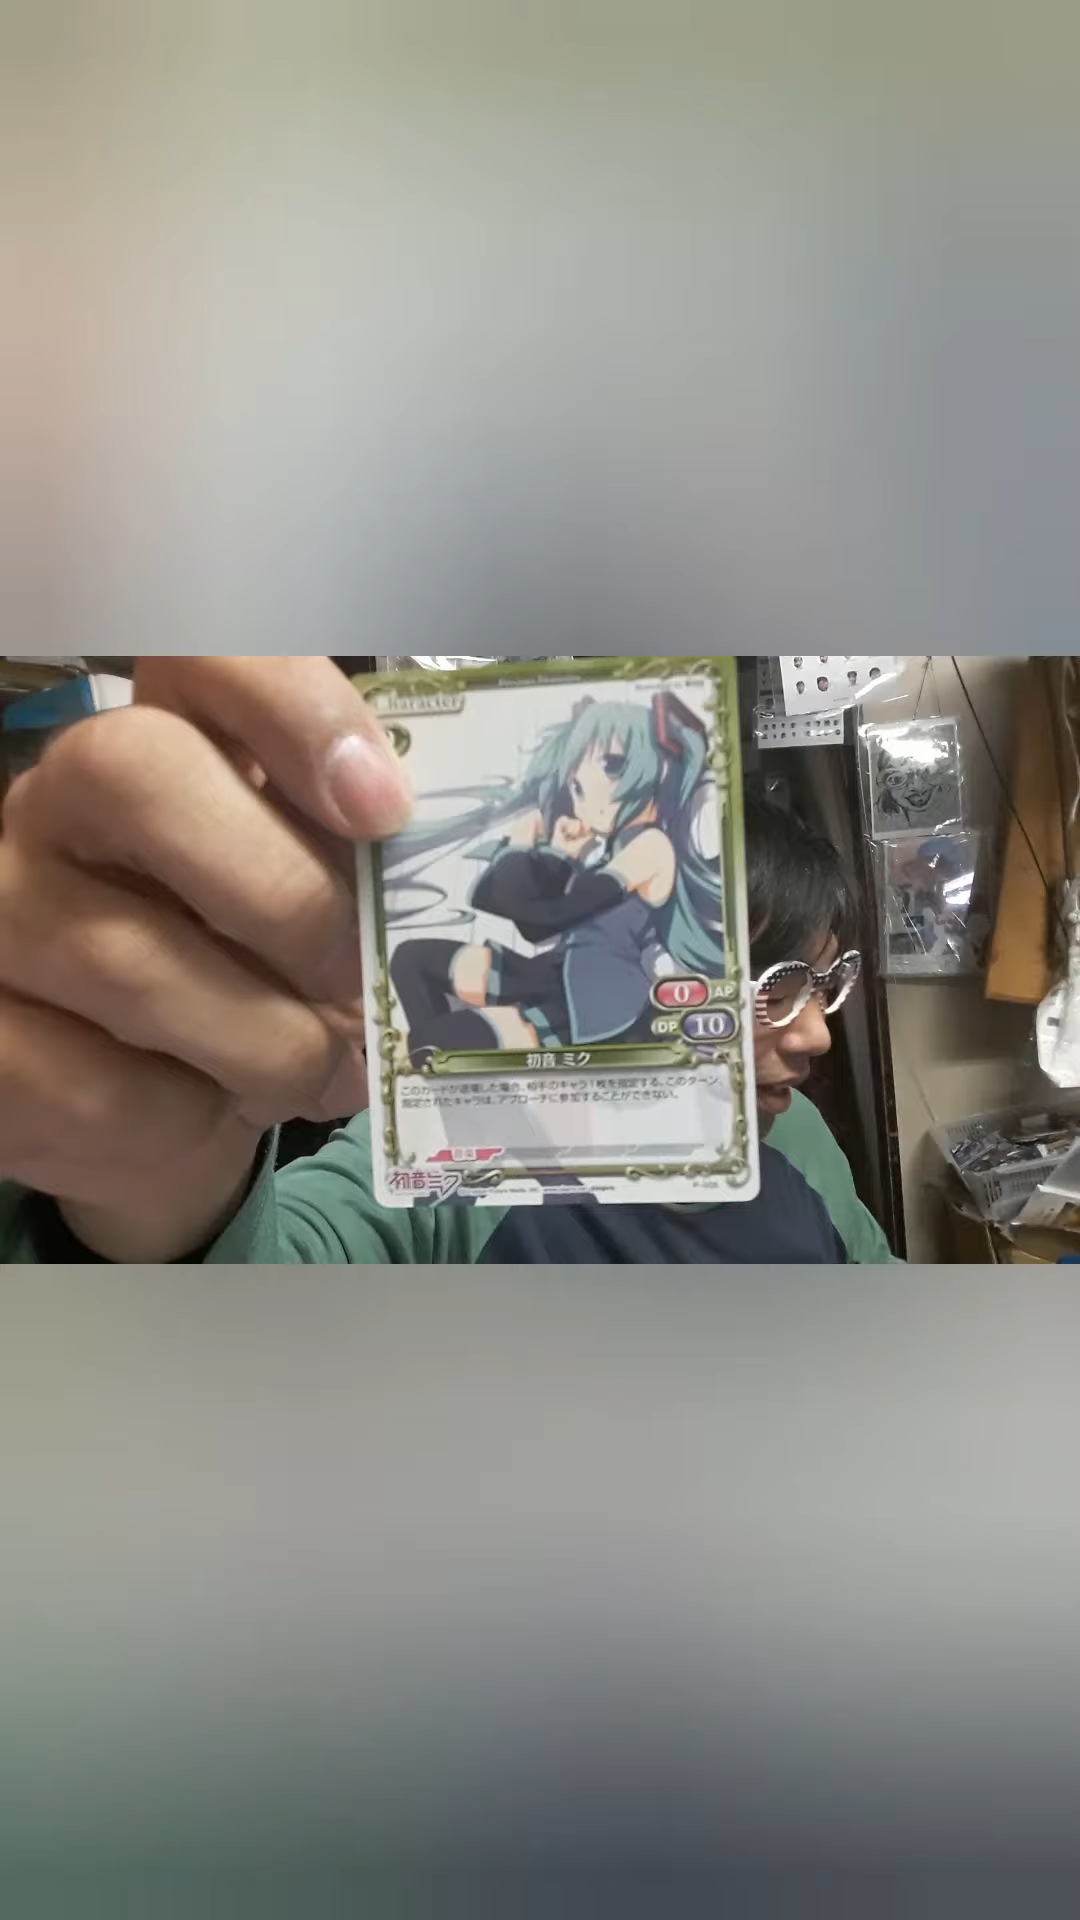 Character
0 AP
DP 10
初音 ミク
このカードが退場した場合、相手のキャラ1枚を指定する。このターン、
指定されたキャラは、アプローチに参加することができない。
音楽
初音ミク